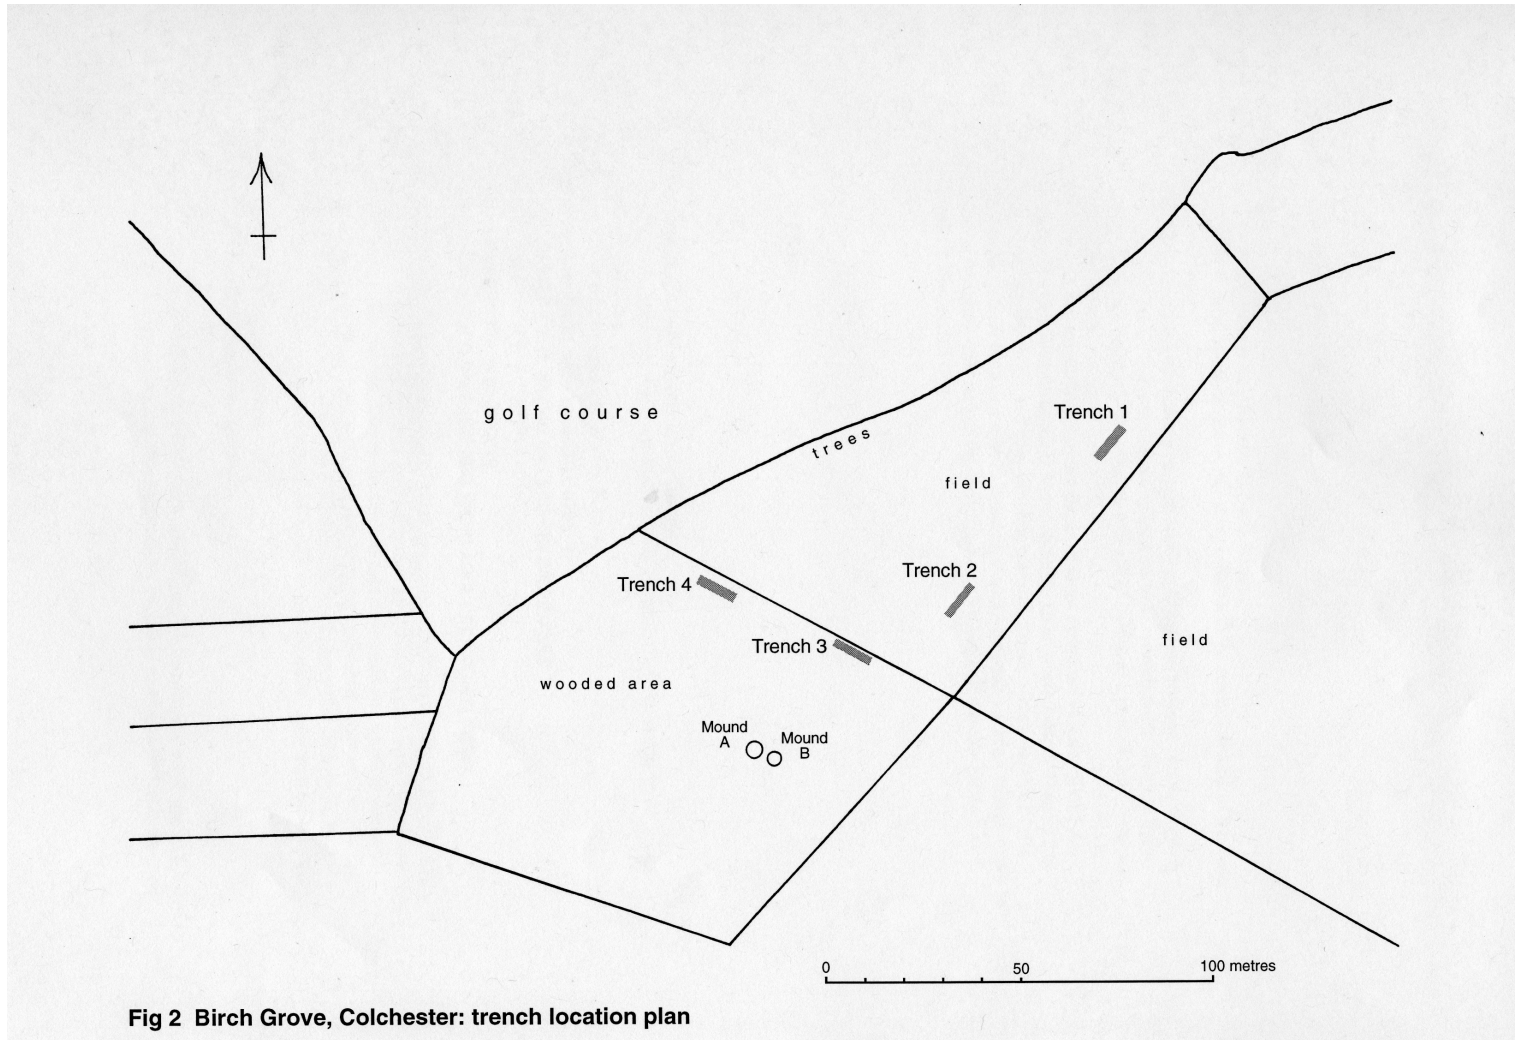 golf course
trees
Trench 1
field
Trench 2
Trench 4
field
Trench 3
wooded area
Mound
A
Mound
B
0
50
100 metres
Fig 2 Birch Grove, Colchester: trench location plan